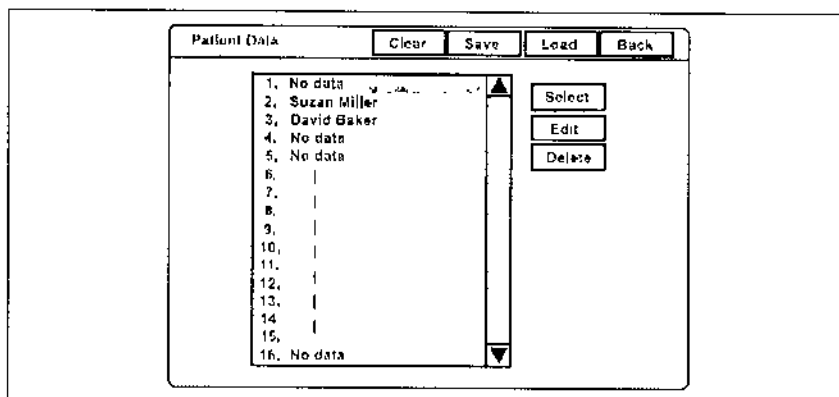 Patient Data Clear Save Load Back
1. No data
2. Suzan Miller
3. David Baker
4. No data
5. No data
6.
7.
8.
9.
10.
11.
12.
13.
14
15.
16. No data
Select
Edit
Delete